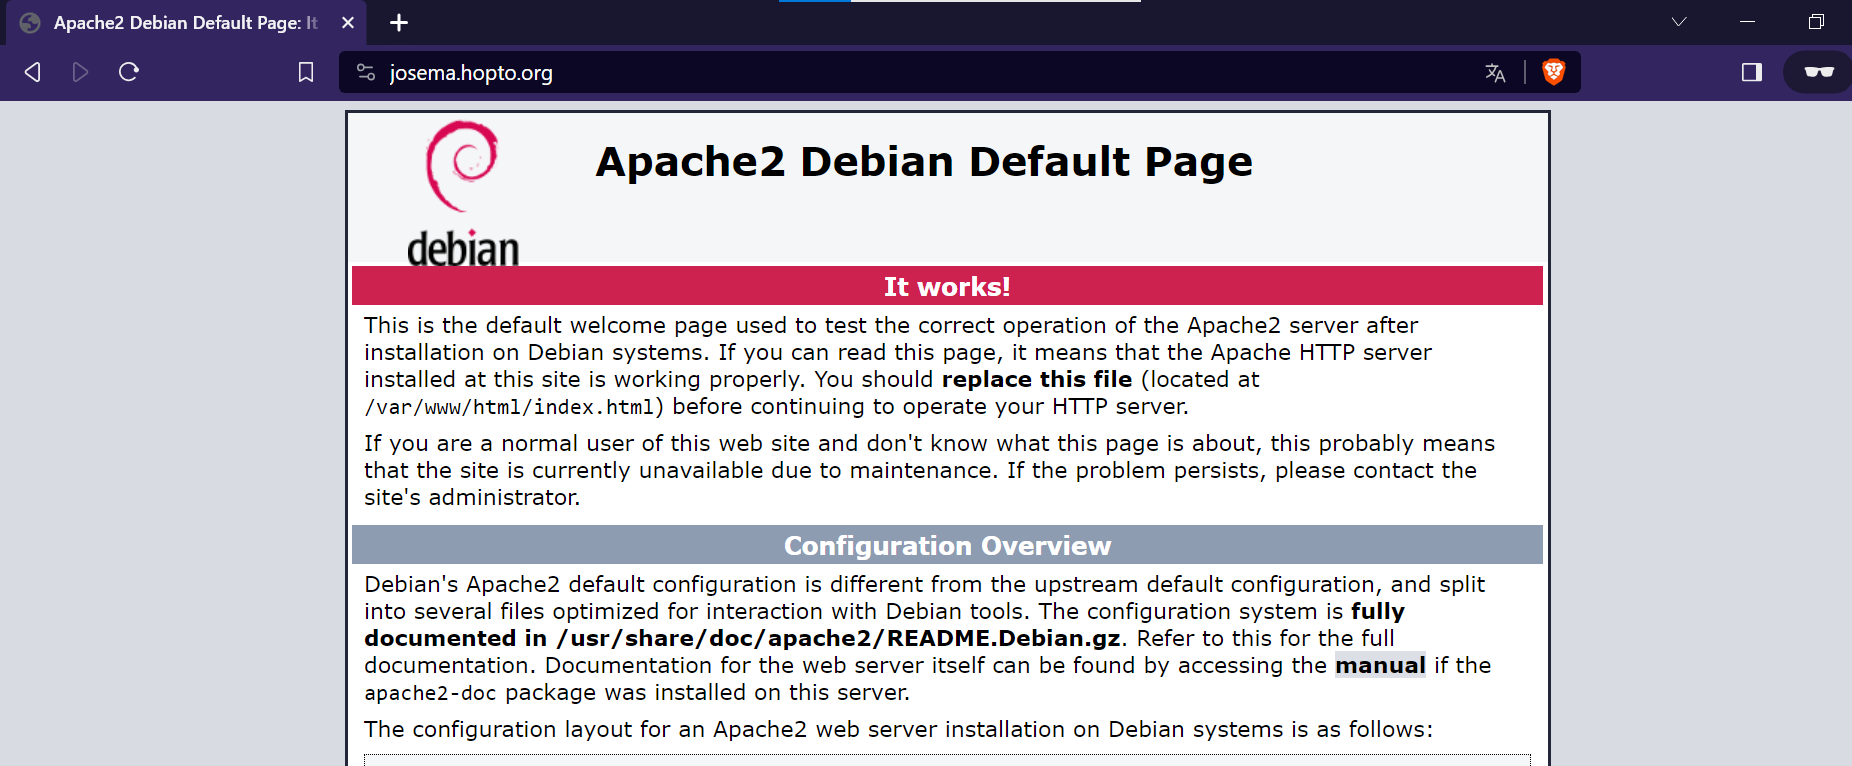 Apache2 Debian Default Page: It
josema.hopto.org
debian
Apache2 Debian Default Page
It works!
This is the default welcome page used to test the correct operation of the Apache2 server after
installation on Debian systems. If you can read this page, it means that the Apache HTTP server
installed at this site is working properly. You should replace this file (located at
/var/www/html/index.html) before continuing to operate your HTTP server.
If you are a normal user of this web site and don't know what this page is about, this probably means
that the site is currently unavailable due to maintenance. If the problem persists, please contact the
site's administrator.
Configuration Overview
Debian's Apache2 default configuration is different from the upstream default configuration, and split
into several files optimized for interaction with Debian tools. The configuration system is fully
documented in /usr/share/doc/apache2/README.Debian.gz. Refer to this for the full
documentation. Documentation for the web server itself can be found by accessing the manual if the
apache2-doc package was installed on this server.
The configuration layout for an Apache2 web server installation on Debian systems is as follows: